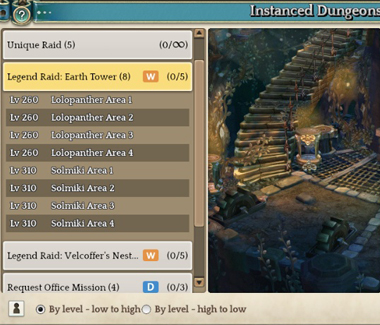 Instanced Dungeons
Unique Raid (5) (0/∞)
Legend Raid: Earth Tower (8) W (0/5)
Lv 260 Lolopanther Area 1
Lv 260 Lolopanther Area 2
Lv 260 Lolopanther Area 3
Lv 260 Lolopanther Area 4
Lv 310 Solmiki Area 1
Lv 310 Solmiki Area 2
Lv 310 Solmiki Area 3
Lv 310 Solmiki Area 4
Legend Raid: Velcoffer's Nest... W (0/5)
Request Office Mission (4) D (0/3)
By level - low to high By level - high to low